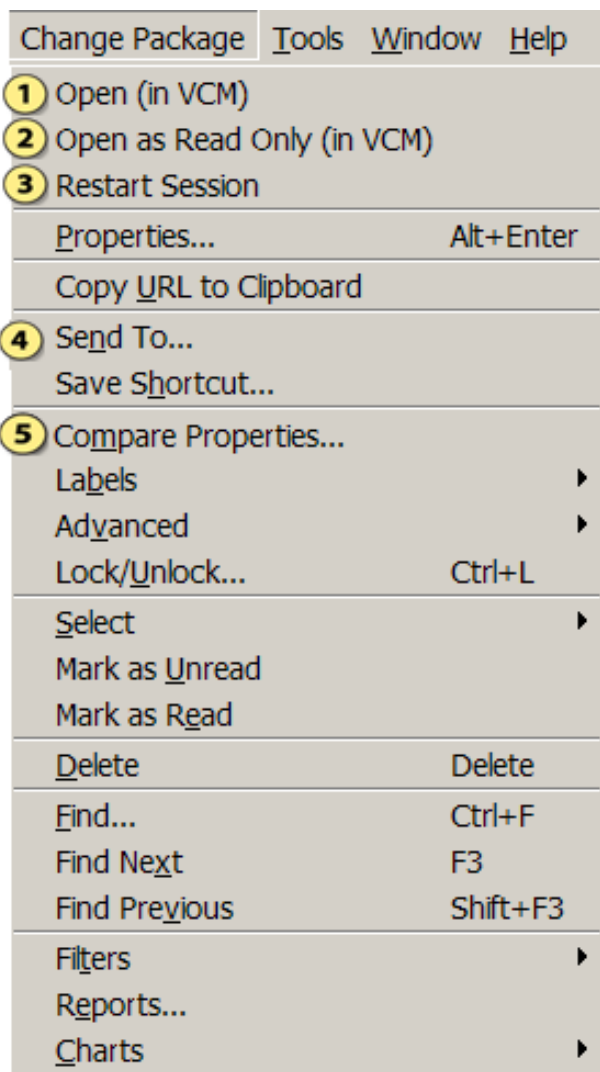 Change Package Tools Window Help
1 Open (in VCM)
2 Open as Read Only (in VCM)
3 Restart Session
Properties... Alt+Enter
Copy URL to Clipboard
4 Send To...
Save Shortcut...
5 Compare Properties...
Labels
Advanced
Lock/Unlock... Ctrl+L
Select
Mark as Unread
Mark as Read
Delete Delete
Find... Ctrl+F
Find Next F3
Find Previous Shift+F3
Filters
Reports...
Charts